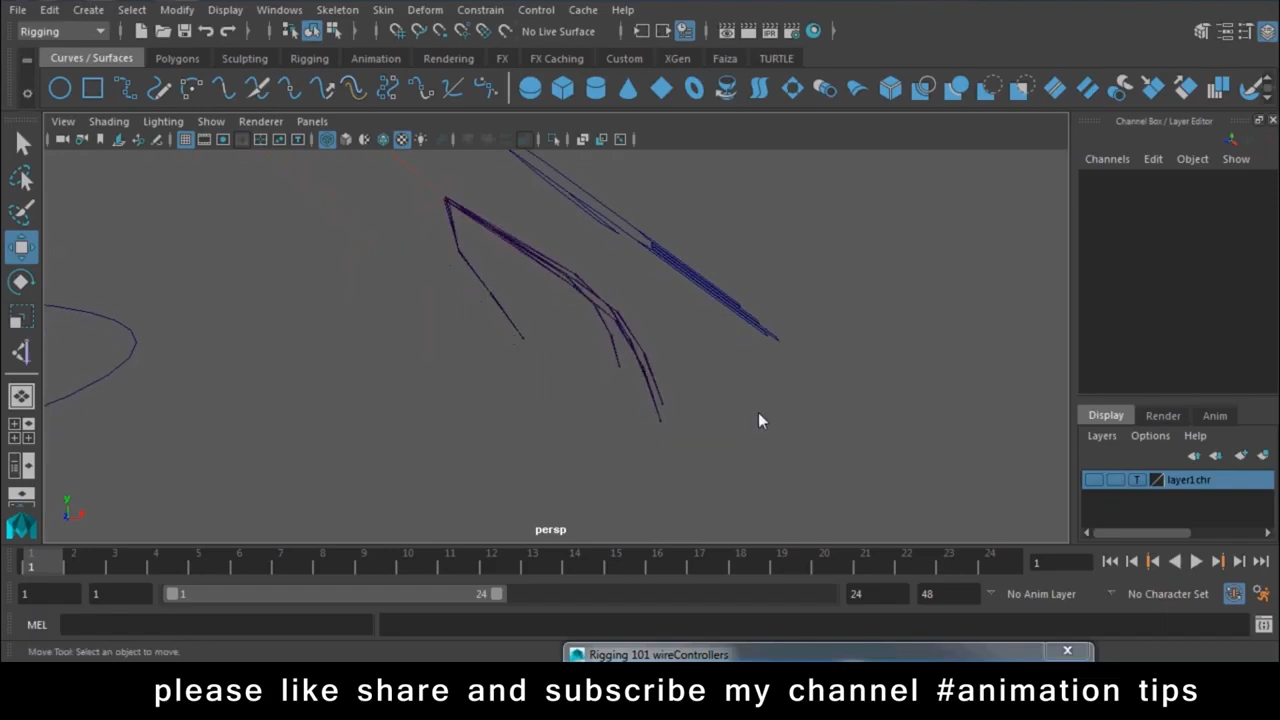 File Edit Create Select Modify Display Windows Skeleton Skin Deform Constrain Control Cache Help
Rigging No Live Surface
Curves / Surfaces Polygons Sculpting Rigging Animation Rendering FX FX Caching Custom XGen Faiza TURTLE
View Shading Lighting Show Renderer Panels
Channel Box / Layer Editor
Channels Edit Object Show
persp
y
Display Render Anim
Layers Options Help
T layer1chr
1 2 3 4 5 6 7 8 9 10 11 12 13 14 15 16 17 18 19 20 21 22 23 24
1 1
1 1 1 24 24 48 No Anim Layer No Character Set
MEL
Move Tool: Select an object to move.
Rigging 101 wireControllers
please like share and subscribe my channel #animation tips